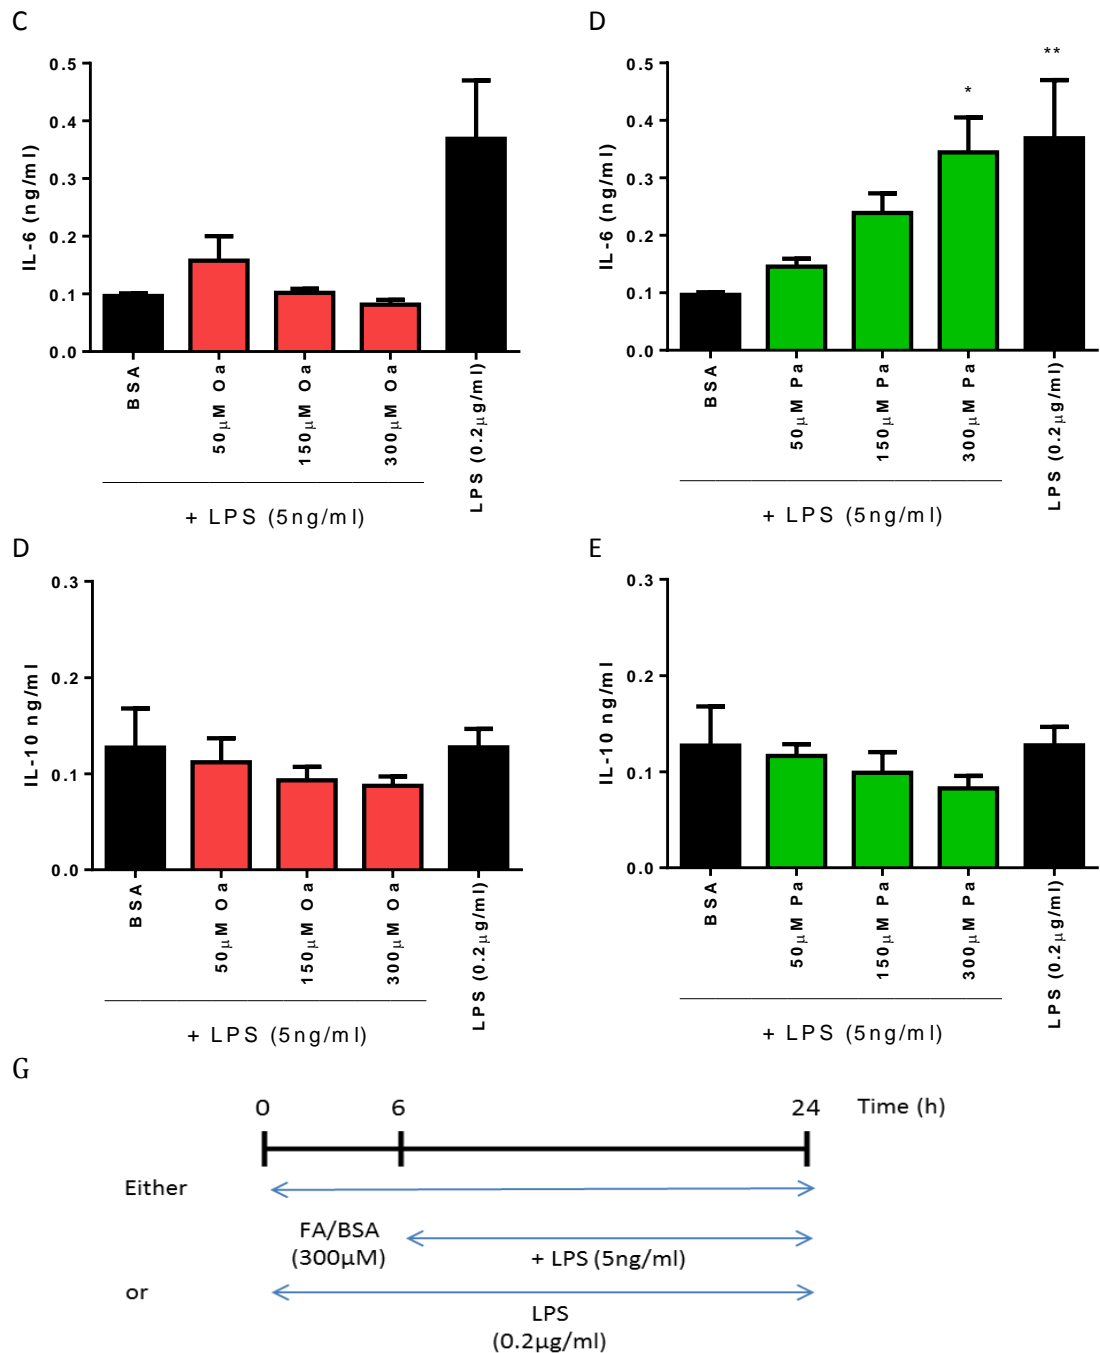 C
IL-6 (ng/ml)
0.5
0.4
0.3
0.2
0.1
0.0
BSA
50μM Oa
150μM Oa
300μM Oa
LPS (0.2μg/ml)
+ LPS (5ng/ml)
D
IL-6 (ng/ml)
0.5
0.4
0.3
0.2
0.1
0.0
*
**
BSA
50μM Pa
150μM Pa
300μM Pa
LPS (0.2μg/ml)
+ LPS (5ng/ml)
D
IL-10 ng/ml
0.3
0.2
0.1
0.0
BSA
50μM Oa
150μM Oa
300μM Oa
LPS (0.2μg/ml)
+ LPS (5ng/ml)
E
IL-10 ng/ml
0.3
0.2
0.1
0.0
BSA
50μM Pa
150μM Pa
300μM Pa
LPS (0.2μg/ml)
+ LPS (5ng/ml)
G
0 6 24 Time (h)
Either
FA/BSA
(300μM)
+ LPS (5ng/ml)
or
LPS
(0.2μg/ml)